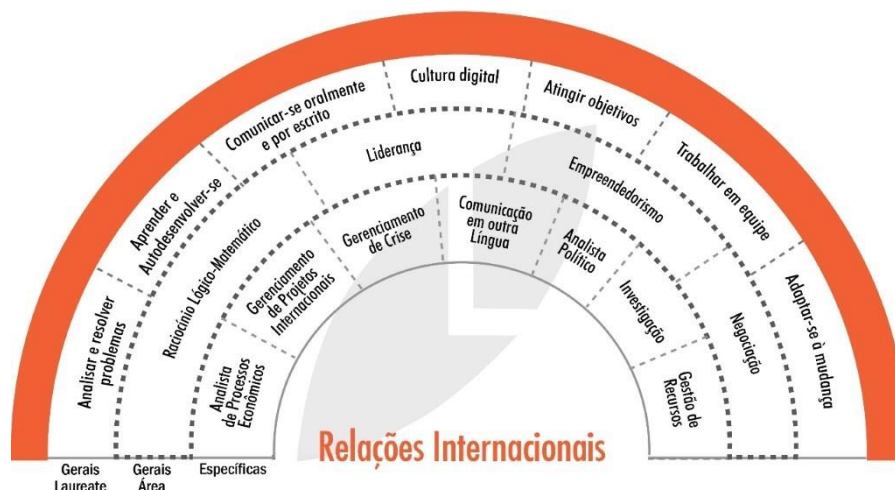 Analisar e resolver
problemas
Aprender e
Autodesenvolver-se
Comunicar-se oralmente
e por escrito
Cultura digital
Atingir objetivos
Trabalhar em equipe
Adaptar-se à mudança
Raciocínio Lógico-Matemático
Liderança
Empreendedorismo
Negociação
Analista
de Processos
Econômicos
Gerenciamento
de Projetos
Internacionais
Gerenciamento
de Crise
Comunicação
em outra
Língua
Analista
Político
Investigação
Gestão de
Recursos
Relações Internacionais
Gerais
Laureate
Gerais
Área
Específicas